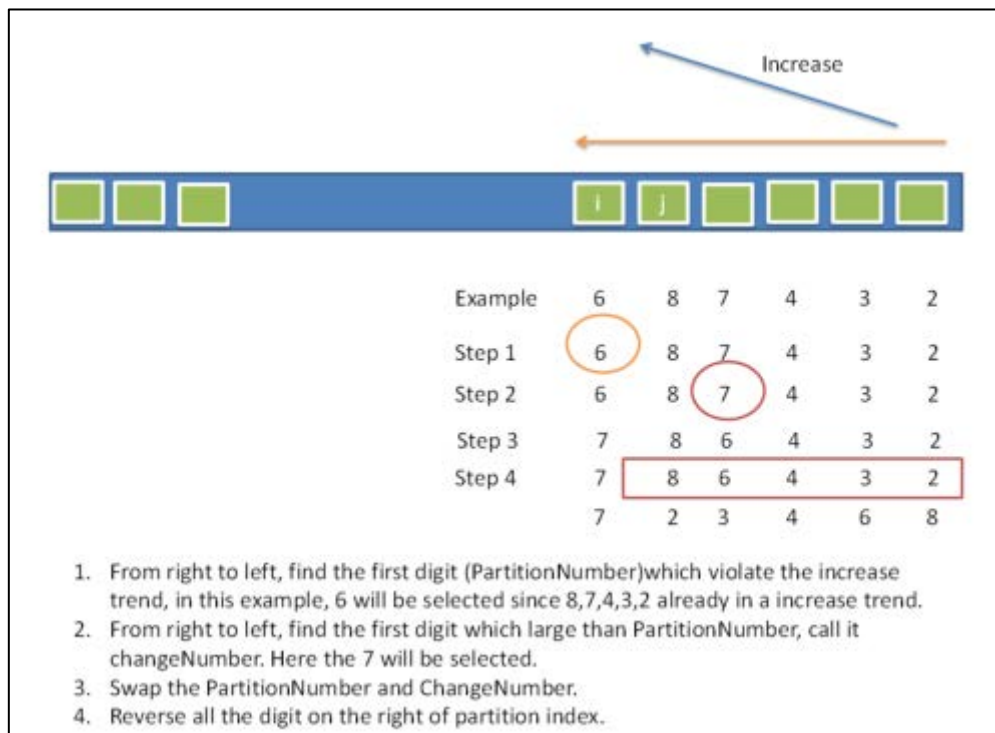 Increase
i j
Example 6 8 7 4 3 2
Step 1 6 8 7 4 3 2
Step 2 6 8 7 4 3 2
Step 3 7 8 6 4 3 2
Step 4 7 8 6 4 3 2
7 2 3 4 6 8
1. From right to left, find the first digit (PartitionNumber)which violate the increase
trend, in this example, 6 will be selected since 8,7,4,3,2 already in a increase trend.
2. From right to left, find the first digit which large than PartitionNumber, call it
changeNumber. Here the 7 will be selected.
3. Swap the PartitionNumber and ChangeNumber.
4. Reverse all the digit on the right of partition index.